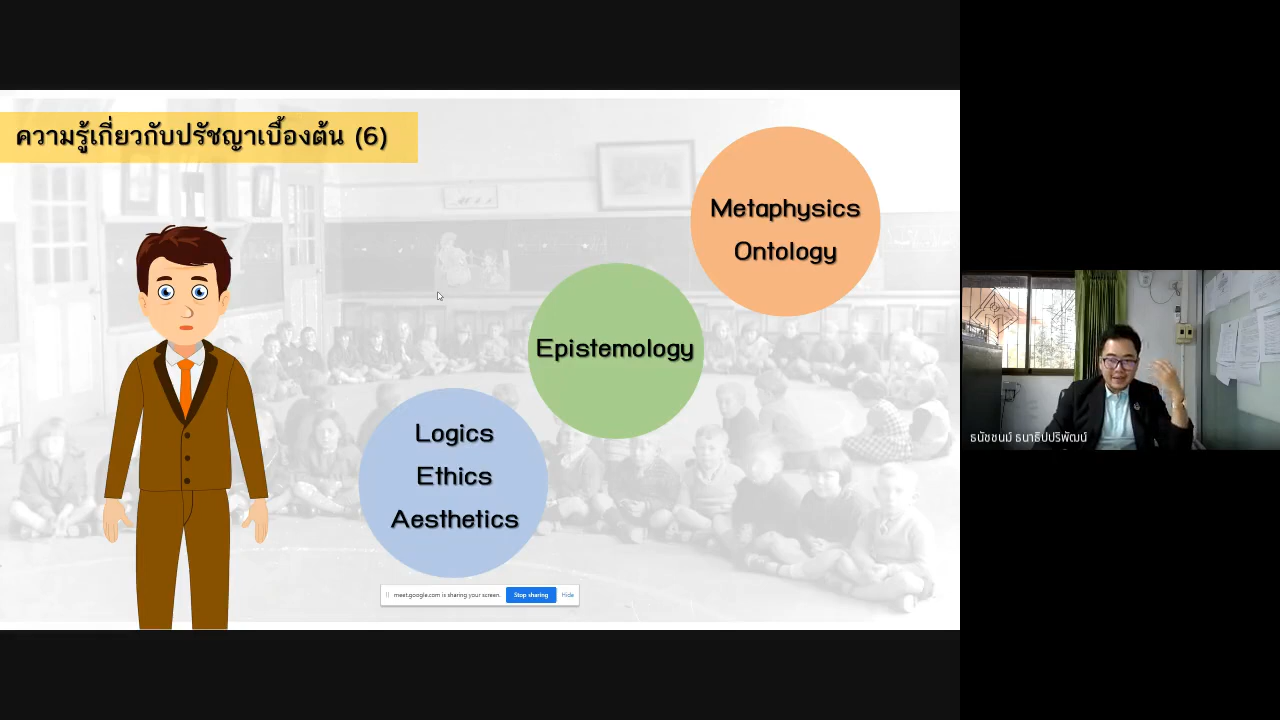 ความรู้เกี่ยวกับปรัชญาเบื้องต้น (6)
Metaphysics
Ontology
Epistemology
Logics
Ethics
Aesthetics
meet.google.com is sharing your screen.
Stop sharing
Hide
ธนัชชนม์ ธนาธิปปริพัฒน์